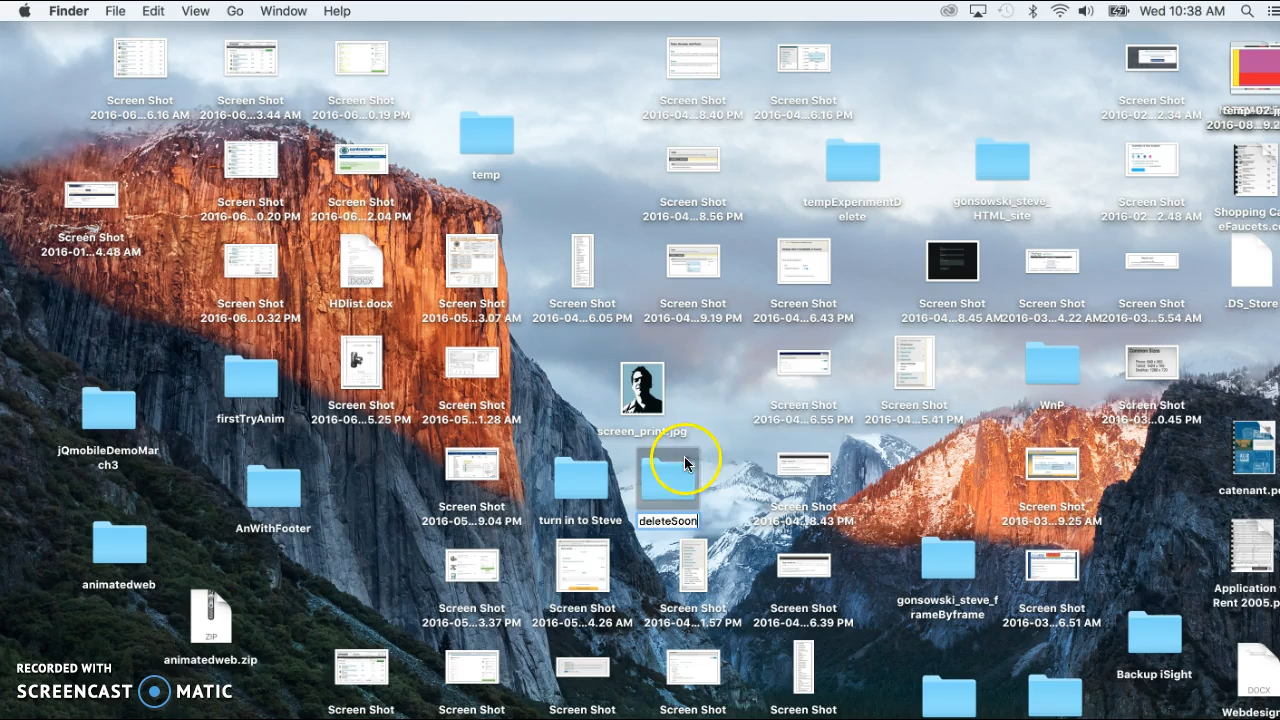 Finder File Edit View Go Window Help
Wed 10:38 AM
Screen Shot
2016-06...6.16 AM
Screen Shot
2016-06...3.44 AM
Screen Shot
2016-06...0.19 PM
Screen Shot
2016-04...8.40 PM
Screen Shot
2016-04...6.16 PM
Screen Shot
2016-02...2.34 AM
temp
Screen Shot
2016-01...4.48 AM
Screen Shot
2016-06...0.20 PM
Screen Shot
2016-06...2.04 PM
Screen Shot
2016-04...8.56 PM
tempExperimentD
elete
gonsowski_steve_
HTML_site
Screen Shot
2016-02...2.48 AM
Shopping Ca
eFaucets.c
Screen Shot
2016-06...0.32 PM
DOCX
HDlist.docx
Screen Shot
2016-05...3.07 AM
Screen Shot
2016-04...6.05 PM
Screen Shot
2016-04...9.19 PM
Screen Shot
2016-04...6.43 PM
Screen Shot
2016-04...8.45 AM
Screen Shot
2016-03...4.22 AM
Screen Shot
2016-03...5.54 AM
.DS_Store
jQmobileDemoMar
ch3
firstTryAnim
Screen Shot
2016-06...5.25 PM
Screen Shot
2016-05...1.28 AM
screen_print.jpg
Screen Shot
2016-04...6.55 PM
Screen Shot
2016-04...5.41 PM
WnP
Common Sizes
Screen Shot
2016-03...0.45 PM
catenant.p
AnWithFooter
Screen Shot
2016-05...9.04 PM
turn in to Steve
deleteSoon
Screen Shot
2016-04...8.43 PM
Screen Shot
2016-03...9.25 AM
animatedweb
ZIP
animatedweb.zip
Screen Shot
2016-05...3.37 PM
Screen Shot
2016-05...4.26 AM
Screen Shot
2016-04...1.57 PM
Screen Shot
2016-04...6.39 PM
gonsowski_steve_f
rameByframe
Screen Shot
2016-03...6.51 AM
Application
Rent 2005.p
Backup iSight
DOCX
Webdesign
Screen Shot
Screen Shot
Screen Shot
Screen Shot
Screen Shot
RECORDED WITH
SCREENCAST MATIC